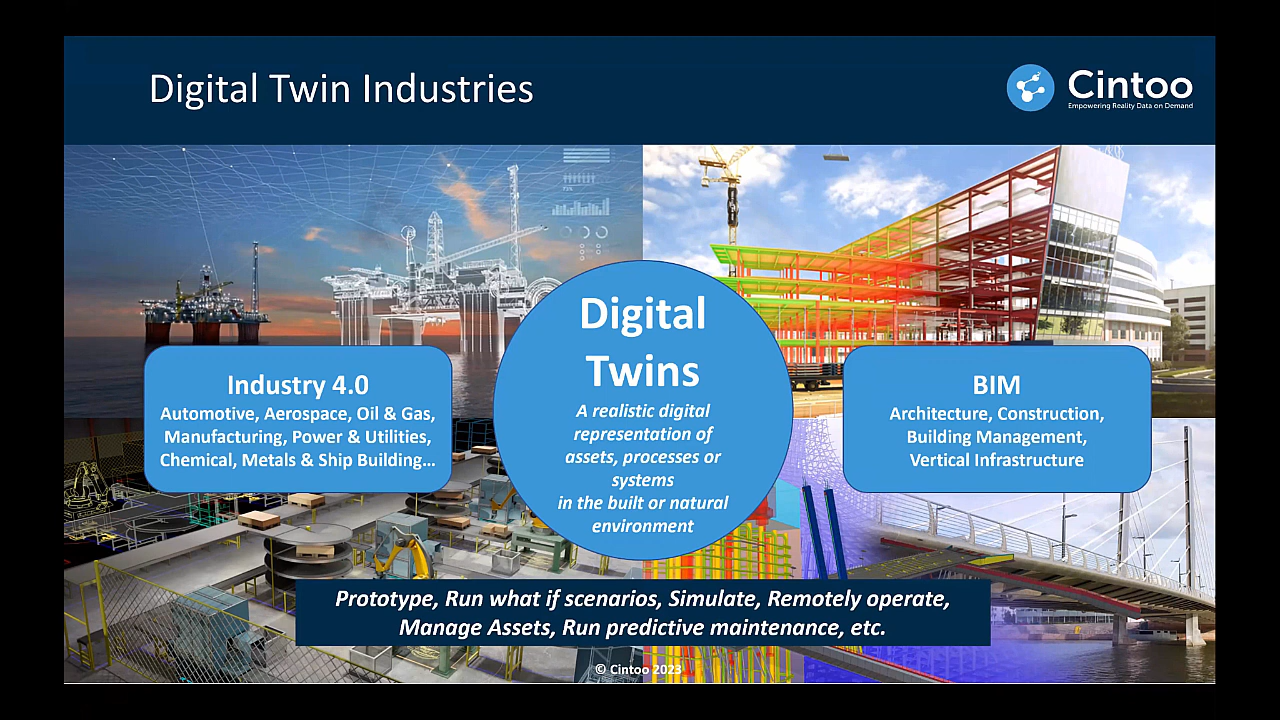 Digital Twin Industries
Cintoo
Empowering Reality Data on Demand
73%
Digital
Twins
A realistic digital
representation of
assets, processes or
systems
in the built or natural
environment
Industry 4.0
Automotive, Aerospace, Oil & Gas,
Manufacturing, Power & Utilities,
Chemical, Metals & Ship Building...
BIM
Architecture, Construction,
Building Management,
Vertical Infrastructure
Prototype, Run what if scenarios, Simulate, Remotely operate,
Manage Assets, Run predictive maintenance, etc.
© Cintoo 2023